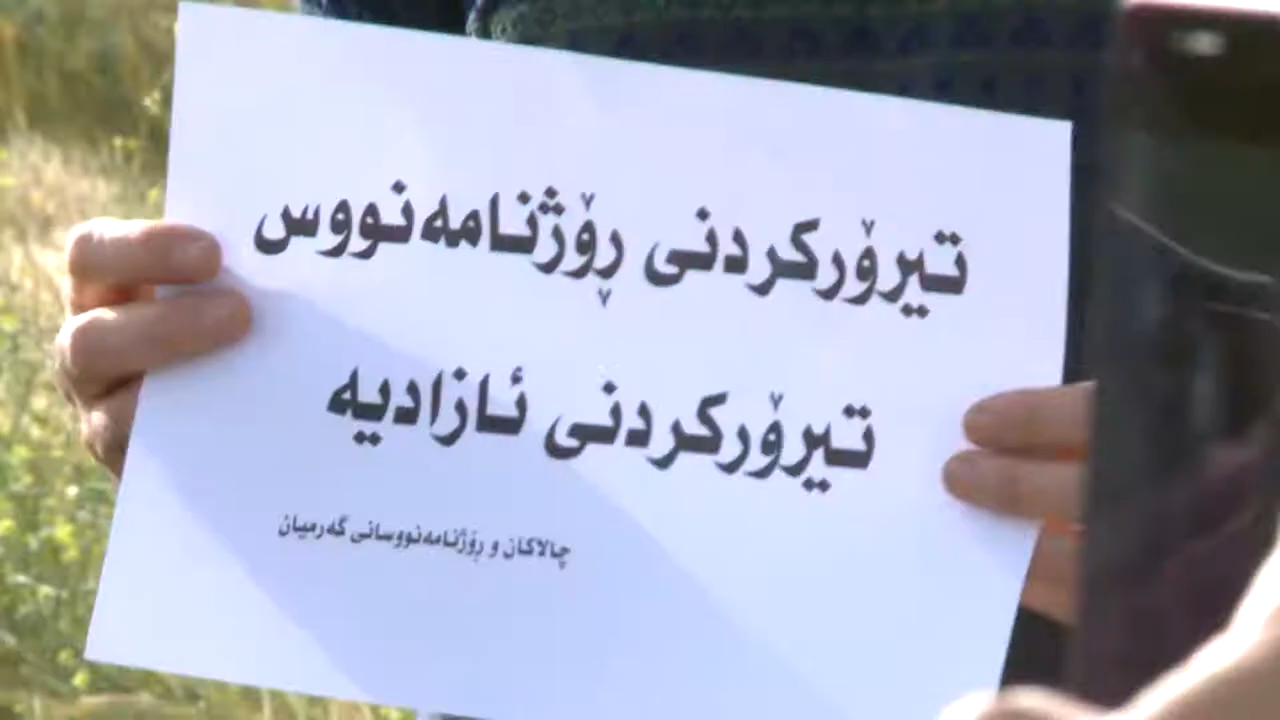 تیرۆرکردنی ڕۆژنامەنووس
تیرۆرکردنی ئازادیە
چالاکان و ڕۆژنامەنووسانی گەرمیان